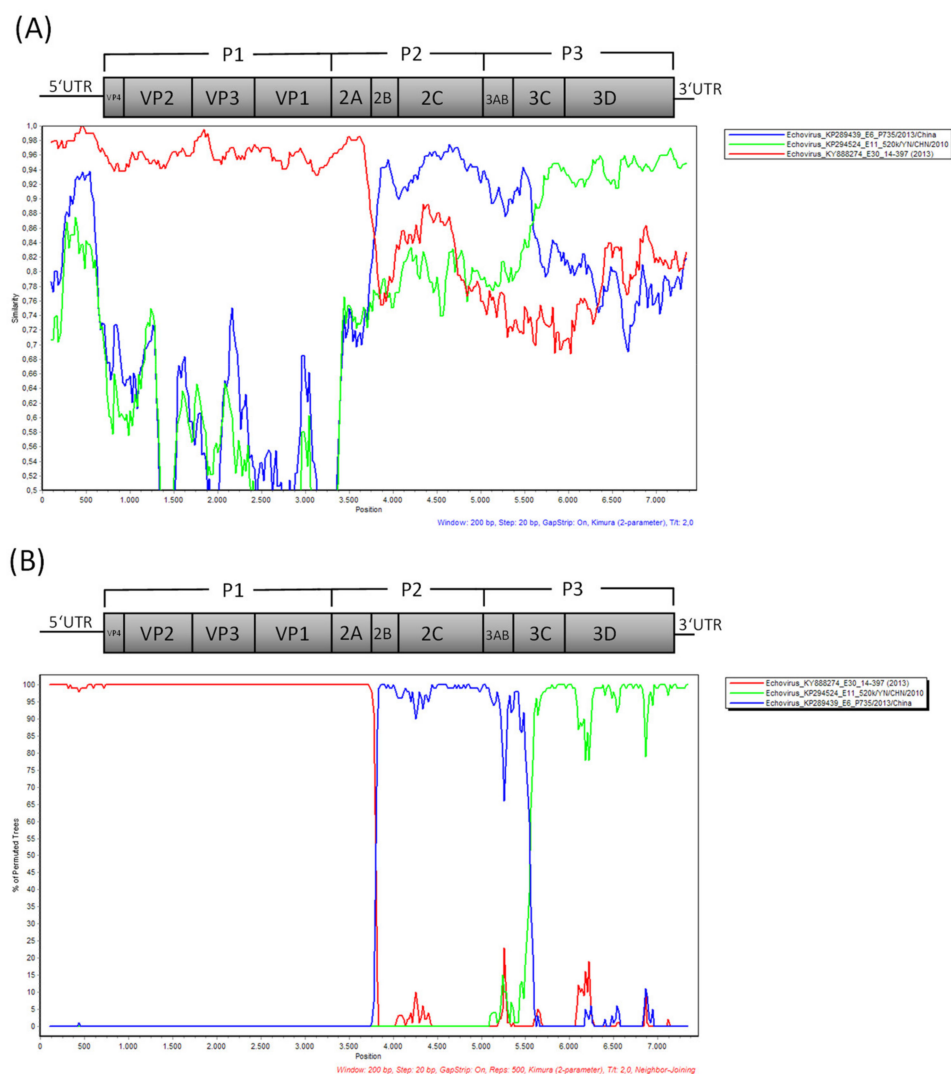 (A)
P1 P2 P3
5'UTR VP4 VP2 VP3 VP1 2A 2B 2C 3AB 3C 3D 3'UTR
Echovirus_KP289439_E6_P735/2013/China
Echovirus_KP294524_E11_520k/YN/CHN/2010
Echovirus_KY888274_E30_14-397 (2013)
Similarity
1,0
0,98
0,96
0,94
0,92
0,9
0,88
0,86
0,84
0,82
0,8
0,78
0,76
0,74
0,72
0,7
0,68
0,66
0,64
0,62
0,6
0,58
0,56
0,54
0,52
0,5
0 500 1.000 1.500 2.000 2.500 3.000 3.500 4.000 4.500 5.000 5.500 6.000 6.500 7.000
Position
Window: 200 bp, Step: 20 bp, GapStrip: On, Kimura (2-parameter), T/t: 2,0
(B)
P1 P2 P3
5'UTR VP4 VP2 VP3 VP1 2A 2B 2C 3AB 3C 3D 3'UTR
Echovirus_KY888274_E30_14-397 (2013)
Echovirus_KP294524_E11_520k/YN/CHN/2010
Echovirus_KP289439_E6_P735/2013/China
% of Permuted Trees
100
95
90
85
80
75
70
65
60
55
50
45
40
35
30
25
20
15
10
5
0
0 500 1.000 1.500 2.000 2.500 3.000 3.500 4.000 4.500 5.000 5.500 6.000 6.500 7.000
Position
Window: 200 bp, Step: 20 bp, GapStrip: On, Reps: 500, Kimura (2-parameter), T/t: 2,0, Neighbor-Joining